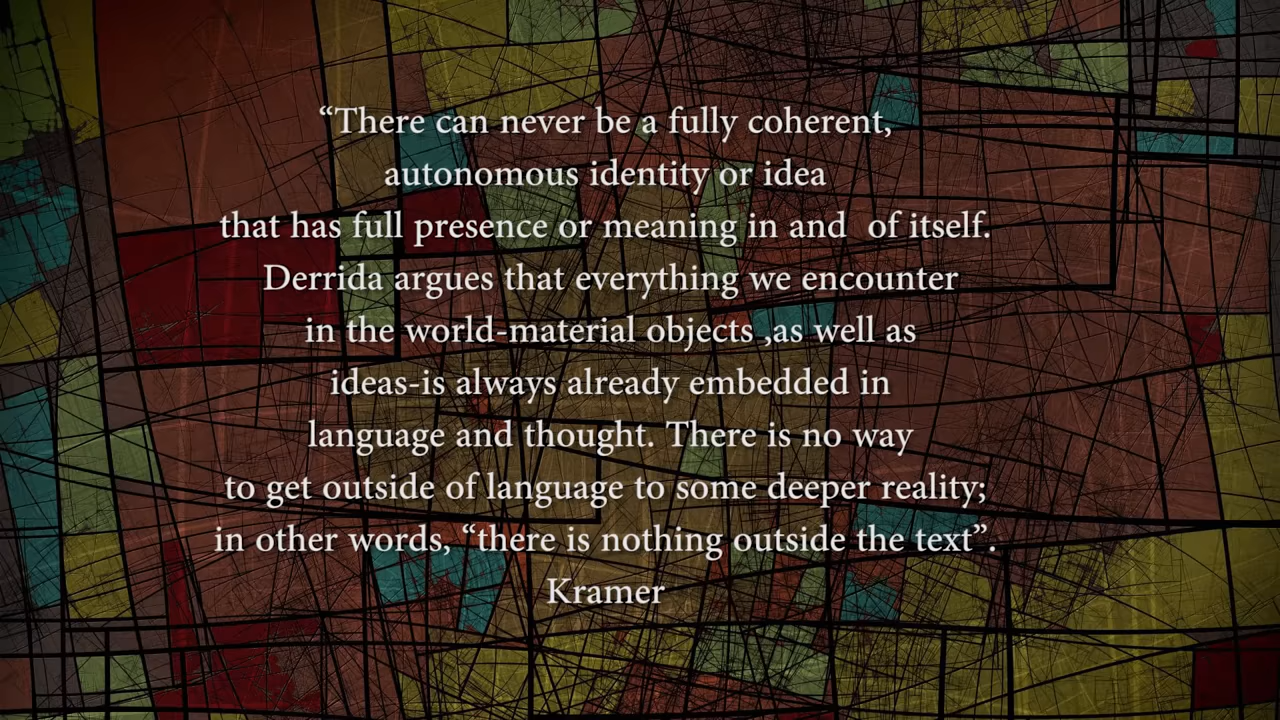 “There can never be a fully coherent,
autonomous identity or idea
that has full presence or meaning in and  of itself.
Derrida argues that everything we encounter
in the world-material objects ,as well as
ideas-is always already embedded in
language and thought. There is no way
to get outside of language to some deeper reality;
in other words, “there is nothing outside the text”.
Kramer